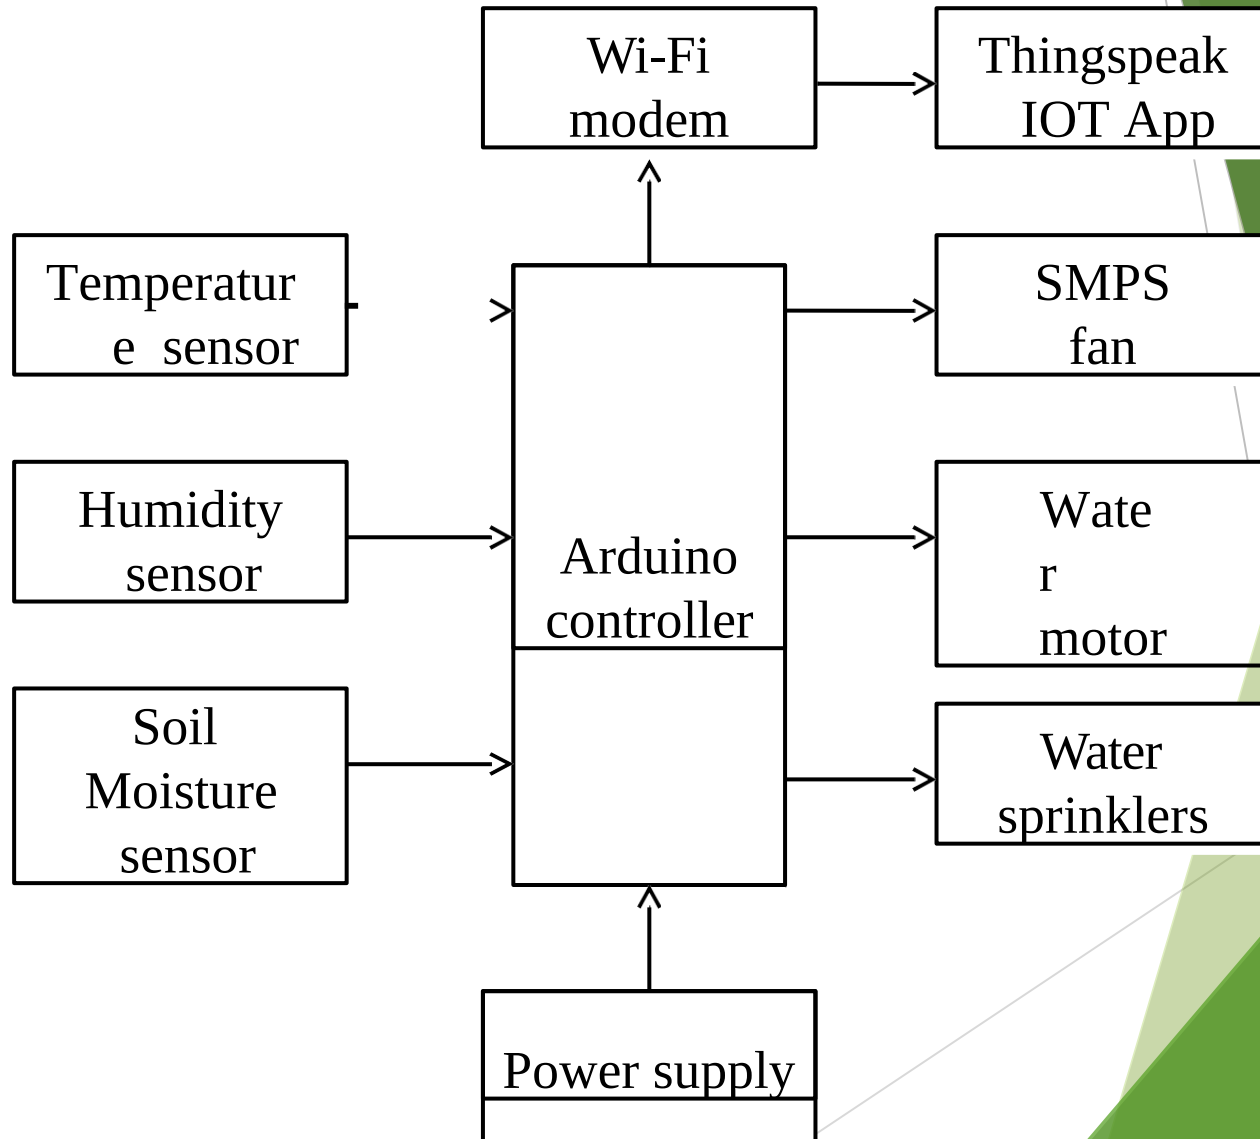 Wi-Fi
modem
Thingspeak
IOT App
Temperatur
e sensor
SMPS
fan
Humidity
sensor
Arduino
controller
Wate
r
motor
Soil
Moisture
sensor
Water
sprinklers
Power supply